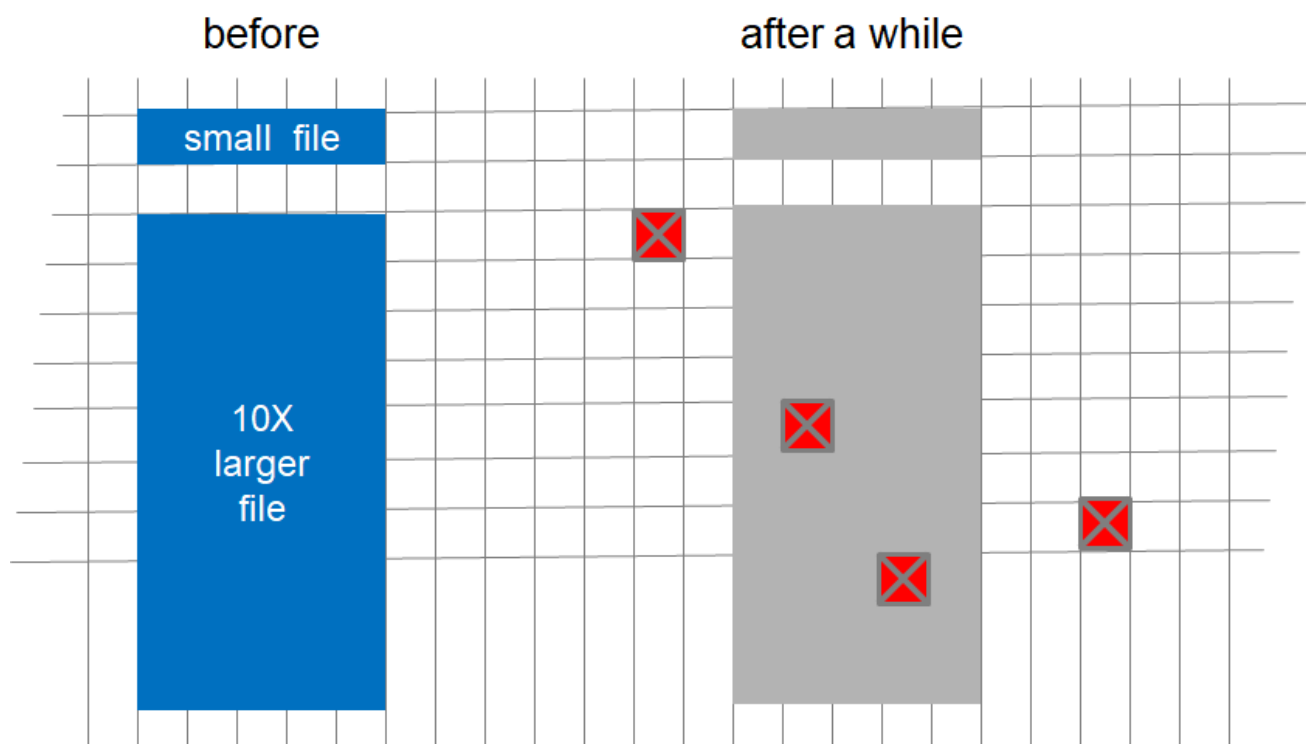 before
after a while
small file
10X
larger
file